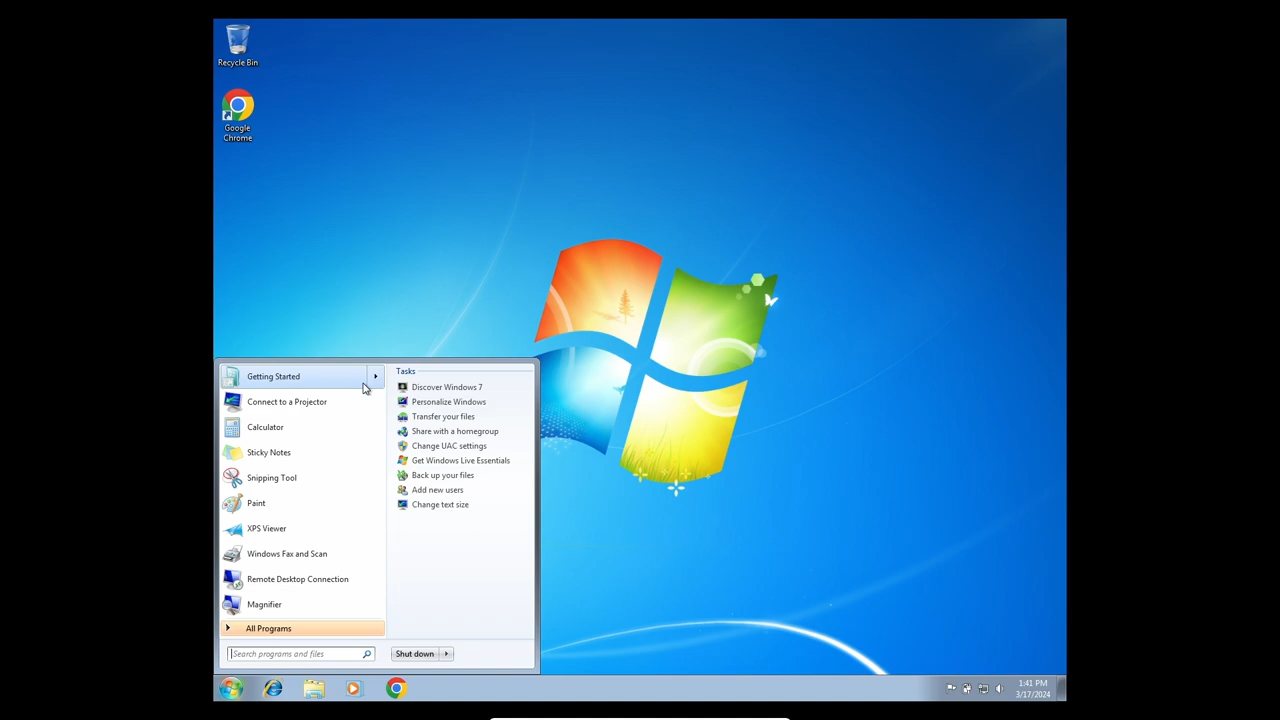 Recycle Bin
Google
Chrome
Getting Started
Connect to a Projector
Calculator
Sticky Notes
Snipping Tool
Paint
XPS Viewer
Windows Fax and Scan
Remote Desktop Connection
Magnifier
All Programs
Search programs and files
Tasks
Discover Windows 7
Personalize Windows
Transfer your files
Share with a homegroup
Change UAC settings
Get Windows Live Essentials
Back up your files
Add new users
Change text size
Shut down
1:41 PM
3/17/2024